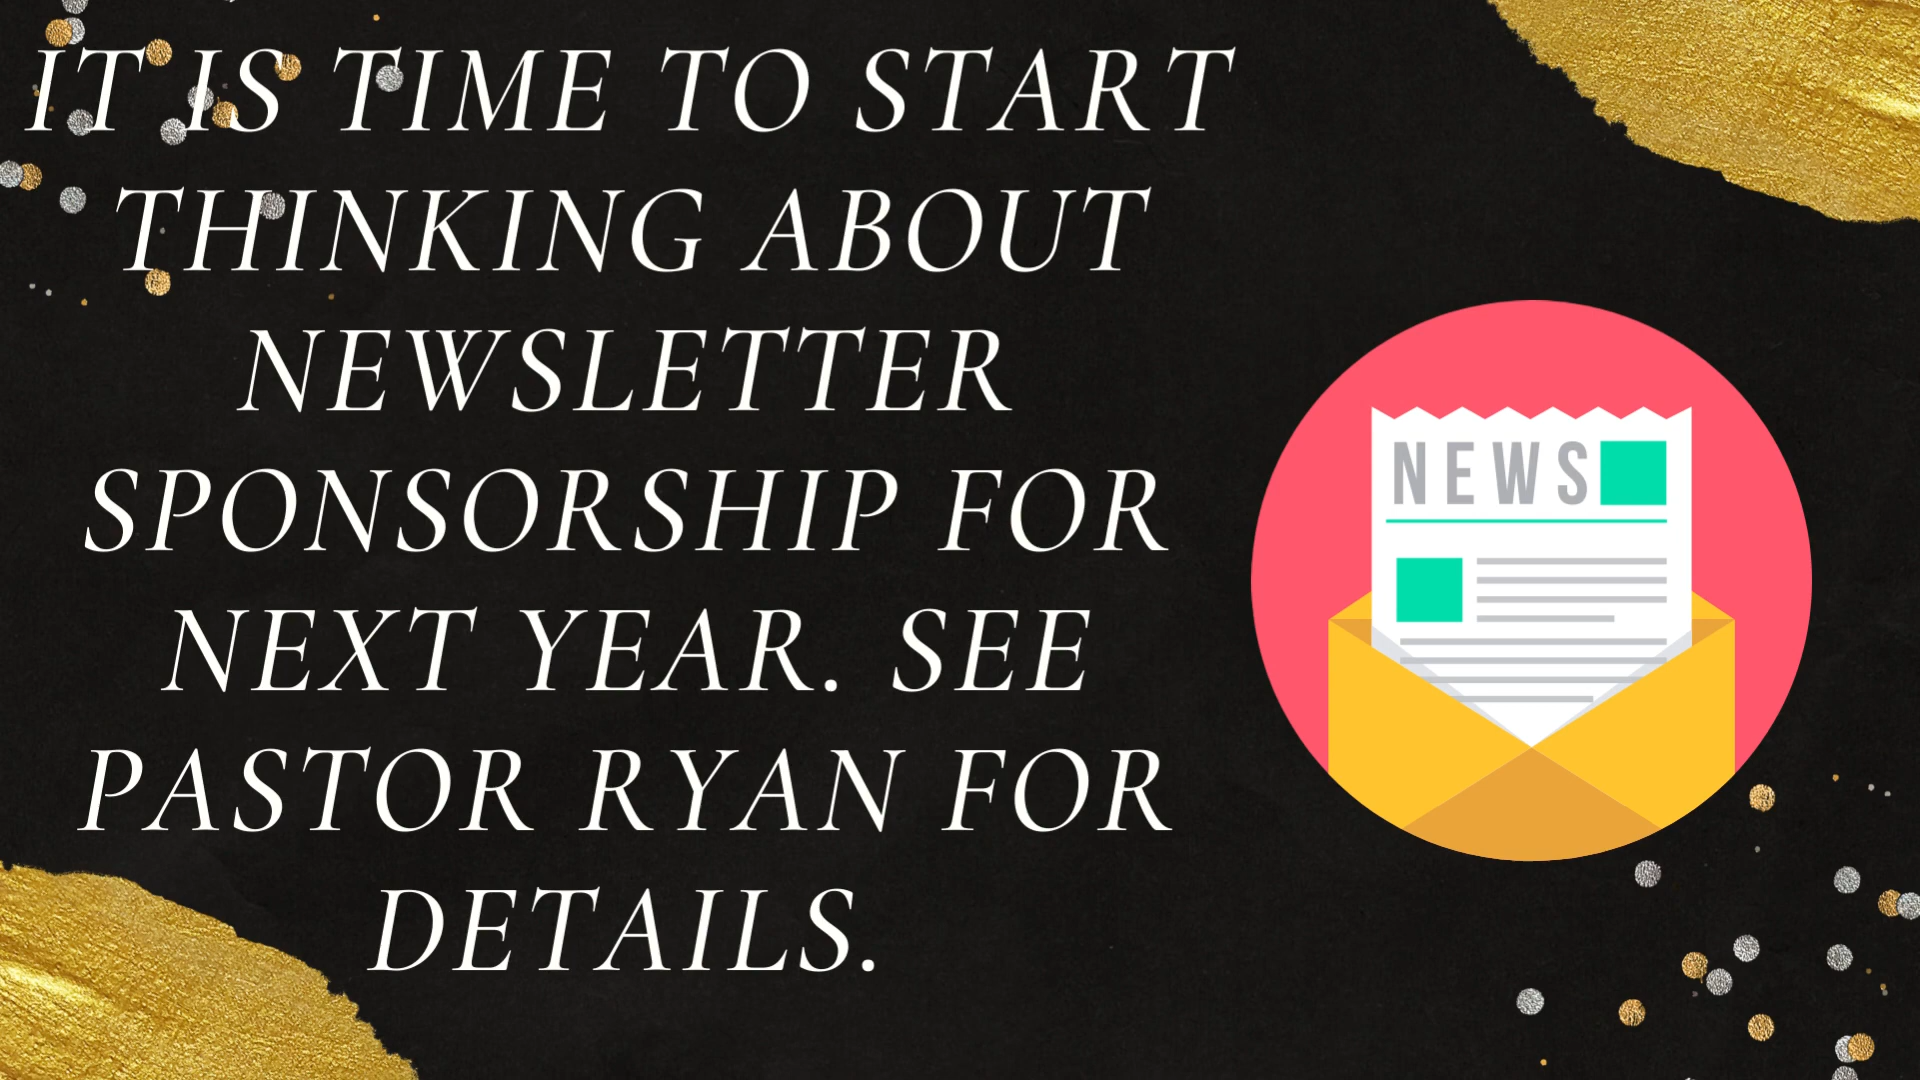 IT IS TIME TO START
THINKING ABOUT
NEWSLETTER
SPONSORSHIP FOR
NEXT YEAR. SEE
PASTOR RYAN FOR
DETAILS.
NEWS